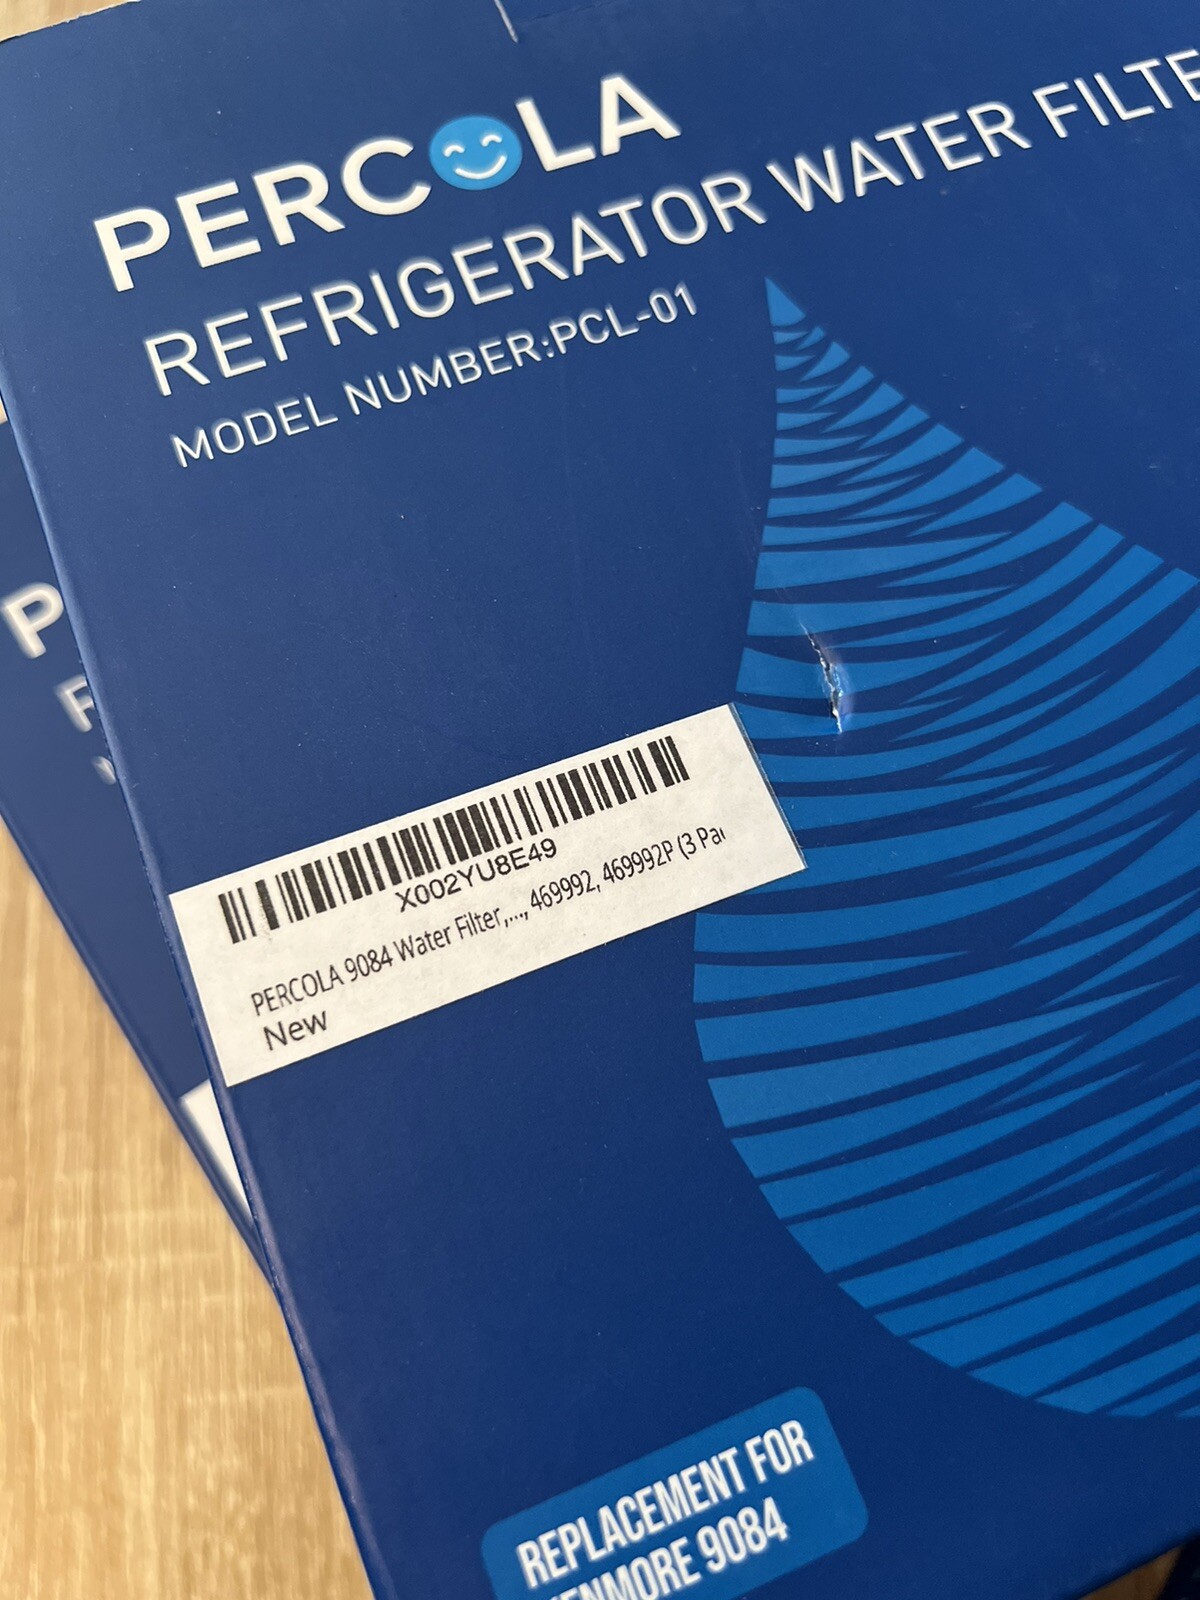 PERCOLA
REFRIGERATOR WATER FILTE
MODEL NUMBER:PCL-01
P
F
X002YU8E49
PERCOLA 9084 Water Filter,..., 469992, 469992P (3 Pa
New
REPLACEMENT FOR
ENMORE 9084